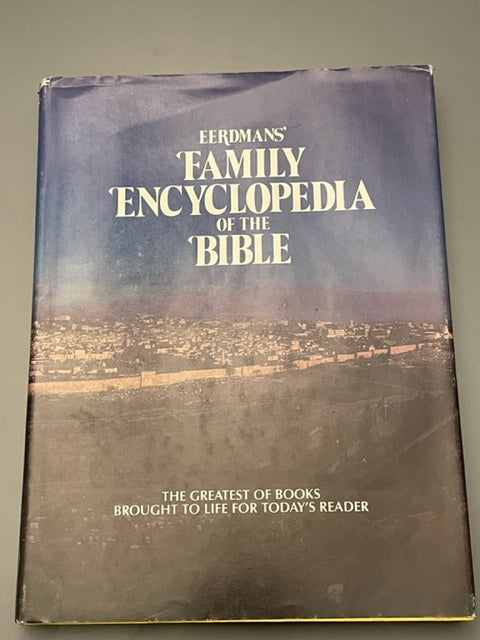 EERDMANS'
FAMILY
ENCYCLOPEDIA
OF THE
BIBLE
THE GREATEST OF BOOKS
BROUGHT TO LIFE FOR TODAY'S READER